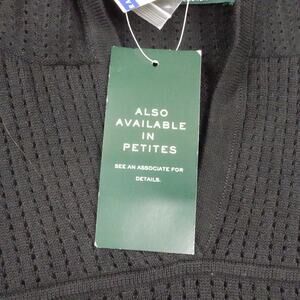 ALSO
AVAILABLE
IN
PETITES
SEE AN ASSOCIATE FOR
DETAILS.